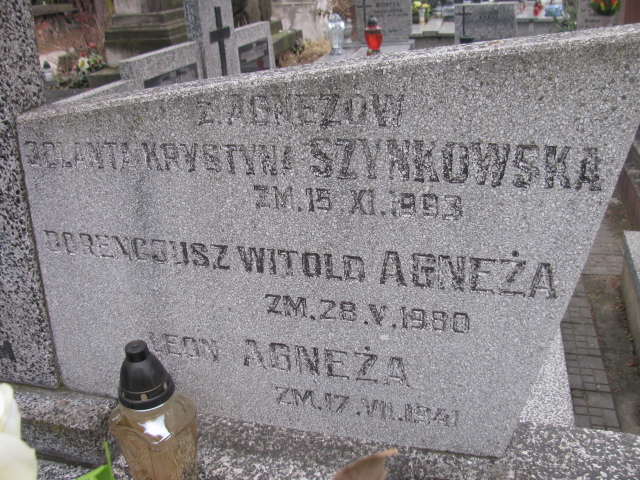 Z AGNEŻÓW
JOLANTA KRYSTYNA SZYNKOWSKA
ZM. 15 XI. 1993
DORENCJUSZ WITOLD AGNEŻA
ZM. 28. V. 1980
LEON AGNEŻA
ZM. 17. VII. 1941